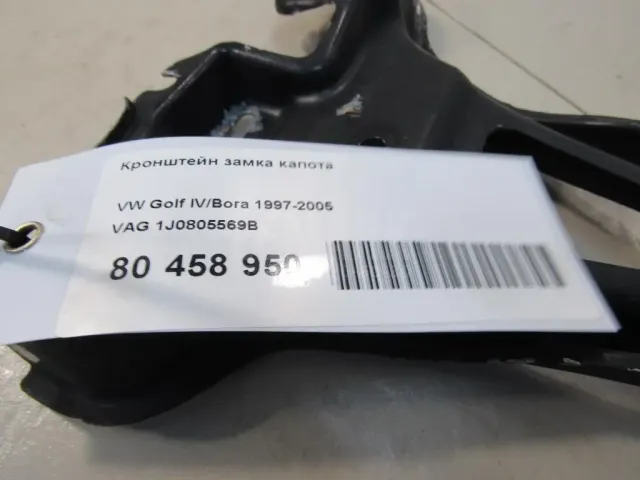 Кронштейн замка капота
VW Golf IV/Bora 1997-2005
VAG 1J0805569B
80 458 950